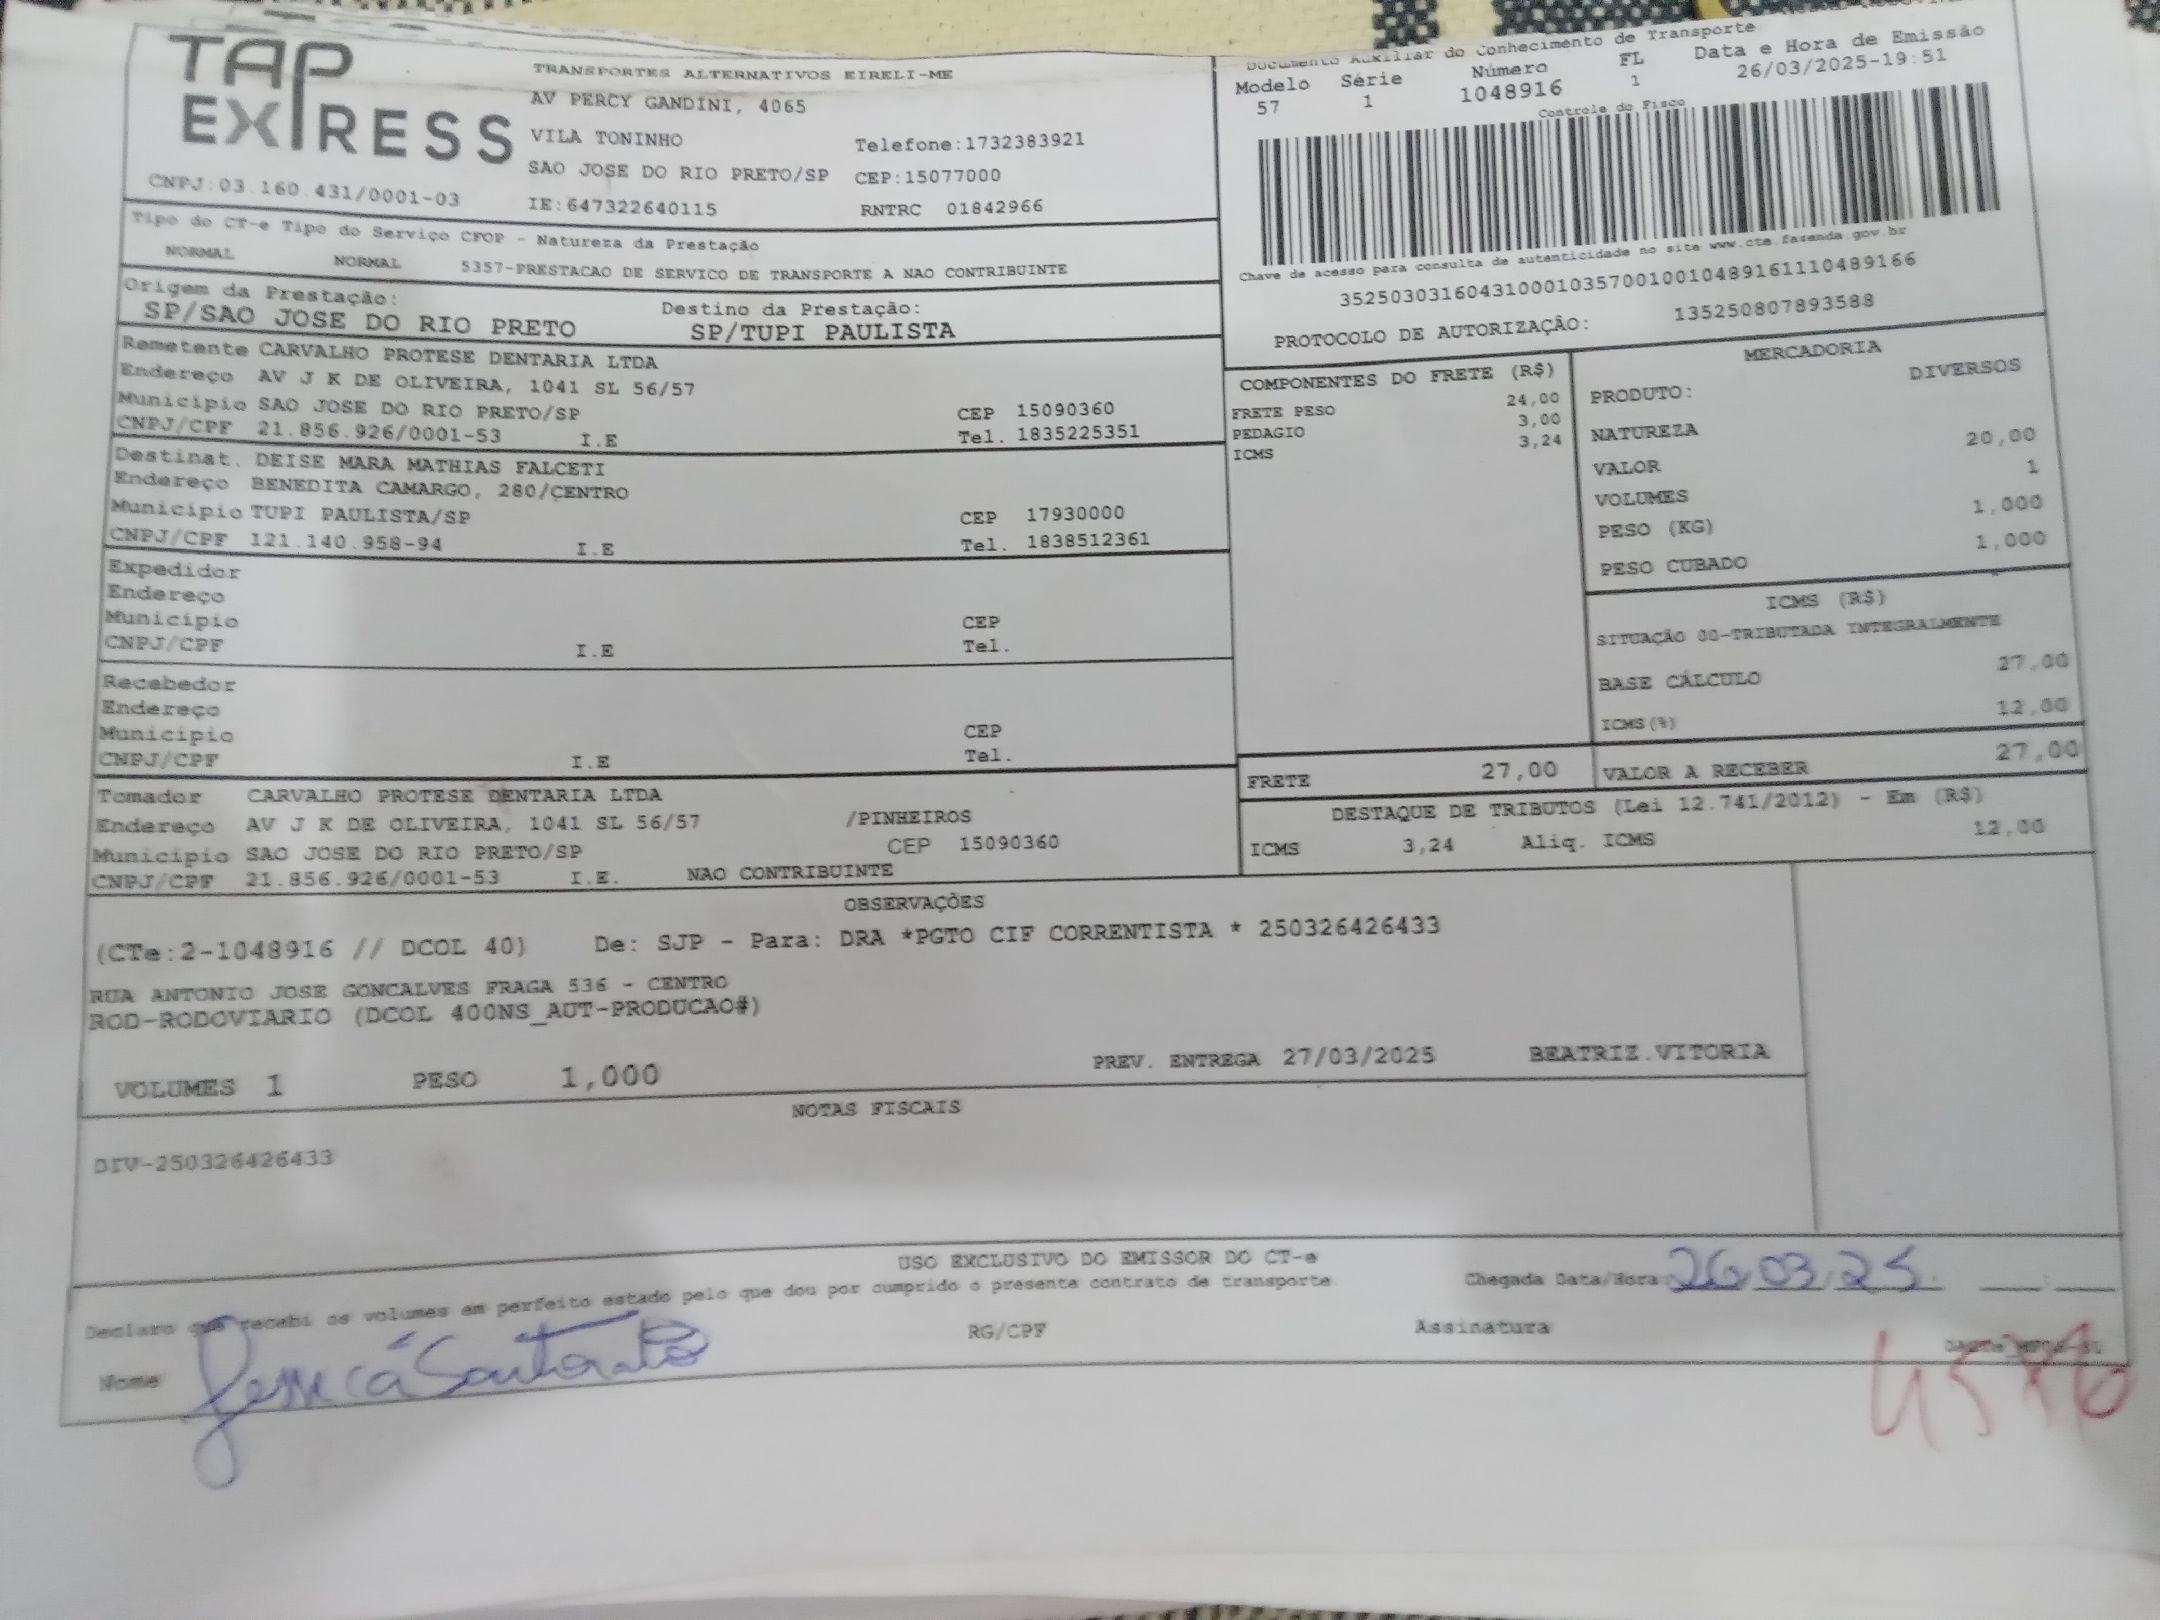 TAP
EXPRESS
CNPJ:03.160.431/0001-03
TRANSPORTES ALTERNATIVOS EIRELI-ME
AV PERCY GANDINI, 4065
VILA TONINHO Telefone:1732383921
SAO JOSE DO RIO PRETO/SP CEP:15077000
IE:647322640115 RNTRC 01842966
Documento Auxiliar do Conhecimento de Transporte
Modelo Série Número FL Data e Hora de Emissão
57 1 1048916 1 26/03/2025-19:51
Controle do Fisco
Chave de acesso para consulta de autenticidade no site www.cte.fazenda.gov.br
35250303160431000103570010010489161110489166
PROTOCOLO DE AUTORIZAÇÃO: 135250807893588
Tipo do CT-e Tipo do Serviço CFOP - Natureza da Prestação
NORMAL NORMAL 5357-PRESTACAO DE SERVICO DE TRANSPORTE A NAO CONTRIBUINTE
Origem da Prestação: Destino da Prestação:
SP/SAO JOSE DO RIO PRETO SP/TUPI PAULISTA
Remetente CARVALHO PROTESE DENTARIA LTDA
Endereço AV J K DE OLIVEIRA, 1041 SL 56/57
Municipio SAO JOSE DO RIO PRETO/SP CEP 15090360
CNPJ/CPF 21.856.926/0001-53 I.E Tel. 1835225351
Destinat. DEISE MARA MATHIAS FALCETI
Endereço BENEDITA CAMARGO, 280/CENTRO
Municipio TUPI PAULISTA/SP CEP 17930000
CNPJ/CPF 121.140.958-94 I.E Tel. 1838512361
Expedidor
Endereço
Municipio CEP
CNPJ/CPF I.E Tel.
Recebedor
Endereço
Municipio CEP
CNPJ/CPF I.E Tel.
Tomador CARVALHO PROTESE DENTARIA LTDA
Endereço AV J K DE OLIVEIRA, 1041 SL 56/57 /PINHEIROS
Municipio SAO JOSE DO RIO PRETO/SP CEP 15090360
CNPJ/CPF 21.856.926/0001-53 I.E. NAO CONTRIBUINTE
COMPONENTES DO FRETE (R$)
FRETE PESO 24,00
PEDAGIO 3,00
ICMS 3,24
FRETE 27,00
MERCADORIA
PRODUTO: DIVERSOS
NATUREZA
VALOR 20,00
VOLUMES 1
PESO (KG) 1,000
PESO CUBADO 1,000
ICMS (R$)
SITUAÇÃO 00-TRIBUTADA INTEGRALMENTE
BASE CÁLCULO 27,00
ICMS(%) 12,00
VALOR A RECEBER 27,00
DESTAQUE DE TRIBUTOS (Lei 12.741/2012) - Em (R$)
ICMS 3,24 Aliq. ICMS 12,00
OBSERVAÇÕES
(CTe:2-1048916 // DCOL 40) De: SJP - Para: DRA *PGTO CIF CORRENTISTA * 250326426433
RUA ANTONIO JOSE GONCALVES FRAGA 536 - CENTRO
ROD-RODOVIARIO (DCOL 400NS_AUT-PRODUCAO#)
VOLUMES 1 PESO 1,000 PREV. ENTREGA 27/03/2025 BEATRIZ.VITORIA
NOTAS FISCAIS
DIV-250326426433
USO EXCLUSIVO DO EMISSOR DO CT-e
Declaro que recebi os volumes em perfeito estado pelo que dou por cumprido o presente contrato de transporte. Chegada Data/Hora: 26/03/25
Nome RG/CPF Assinatura